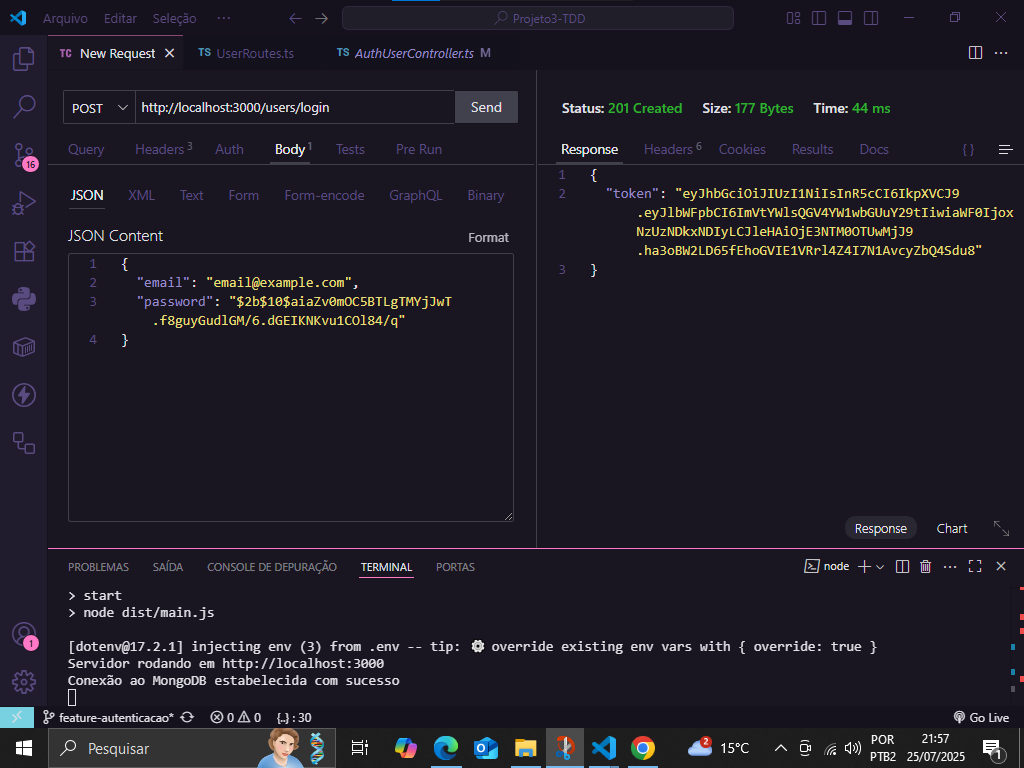 Arquivo Editar Seleção ··· Projeto3-TDD
TC New Request TS UserRoutes.ts TS AuthUserController.ts M
POST http://localhost:3000/users/login Send
Status: 201 Created Size: 177 Bytes Time: 44 ms
Query Headers 3 Auth Body 1 Tests Pre Run
Response Headers 6 Cookies Results Docs { }
JSON XML Text Form Form-encode GraphQL Binary
JSON Content Format
1 {
2 "email": "email@example.com",
3 "password": "$2b$10$aiaZv0mOC5BTLgTMYjJwT
.f8guyGudlGM/6.dGEIKNKvu1COl84/q"
4 }
1 {
2 "token": "eyJhbGciOiJIUzI1NiIsInR5cCI6IkpXVCJ9
.eyJlbWFpbCI6ImVtYWlsQGV4YW1wbGUuY29tIiwiaWF0Ijox
NzUzNDkxNDIyLCJleHAiOjE3NTM0OTUwMjJ9
.ha3oBW2LD65fEhoGVIE1VRrl4Z4I7N1AvcyZbQ4Sdu8"
3 }
Response Chart
PROBLEMAS SAÍDA CONSOLE DE DEPURAÇÃO TERMINAL PORTAS node
> start
> node dist/main.js
[dotenv@17.2.1] injecting env (3) from .env -- tip: ⚙ override existing env vars with { override: true }
Servidor rodando em http://localhost:3000
Conexão ao MongoDB estabelecida com sucesso
16
1
feature-autenticacao* 0 0 {..} : 30 Go Live
Pesquisar 2 15°C POR PTB2 21:57 25/07/2025 1